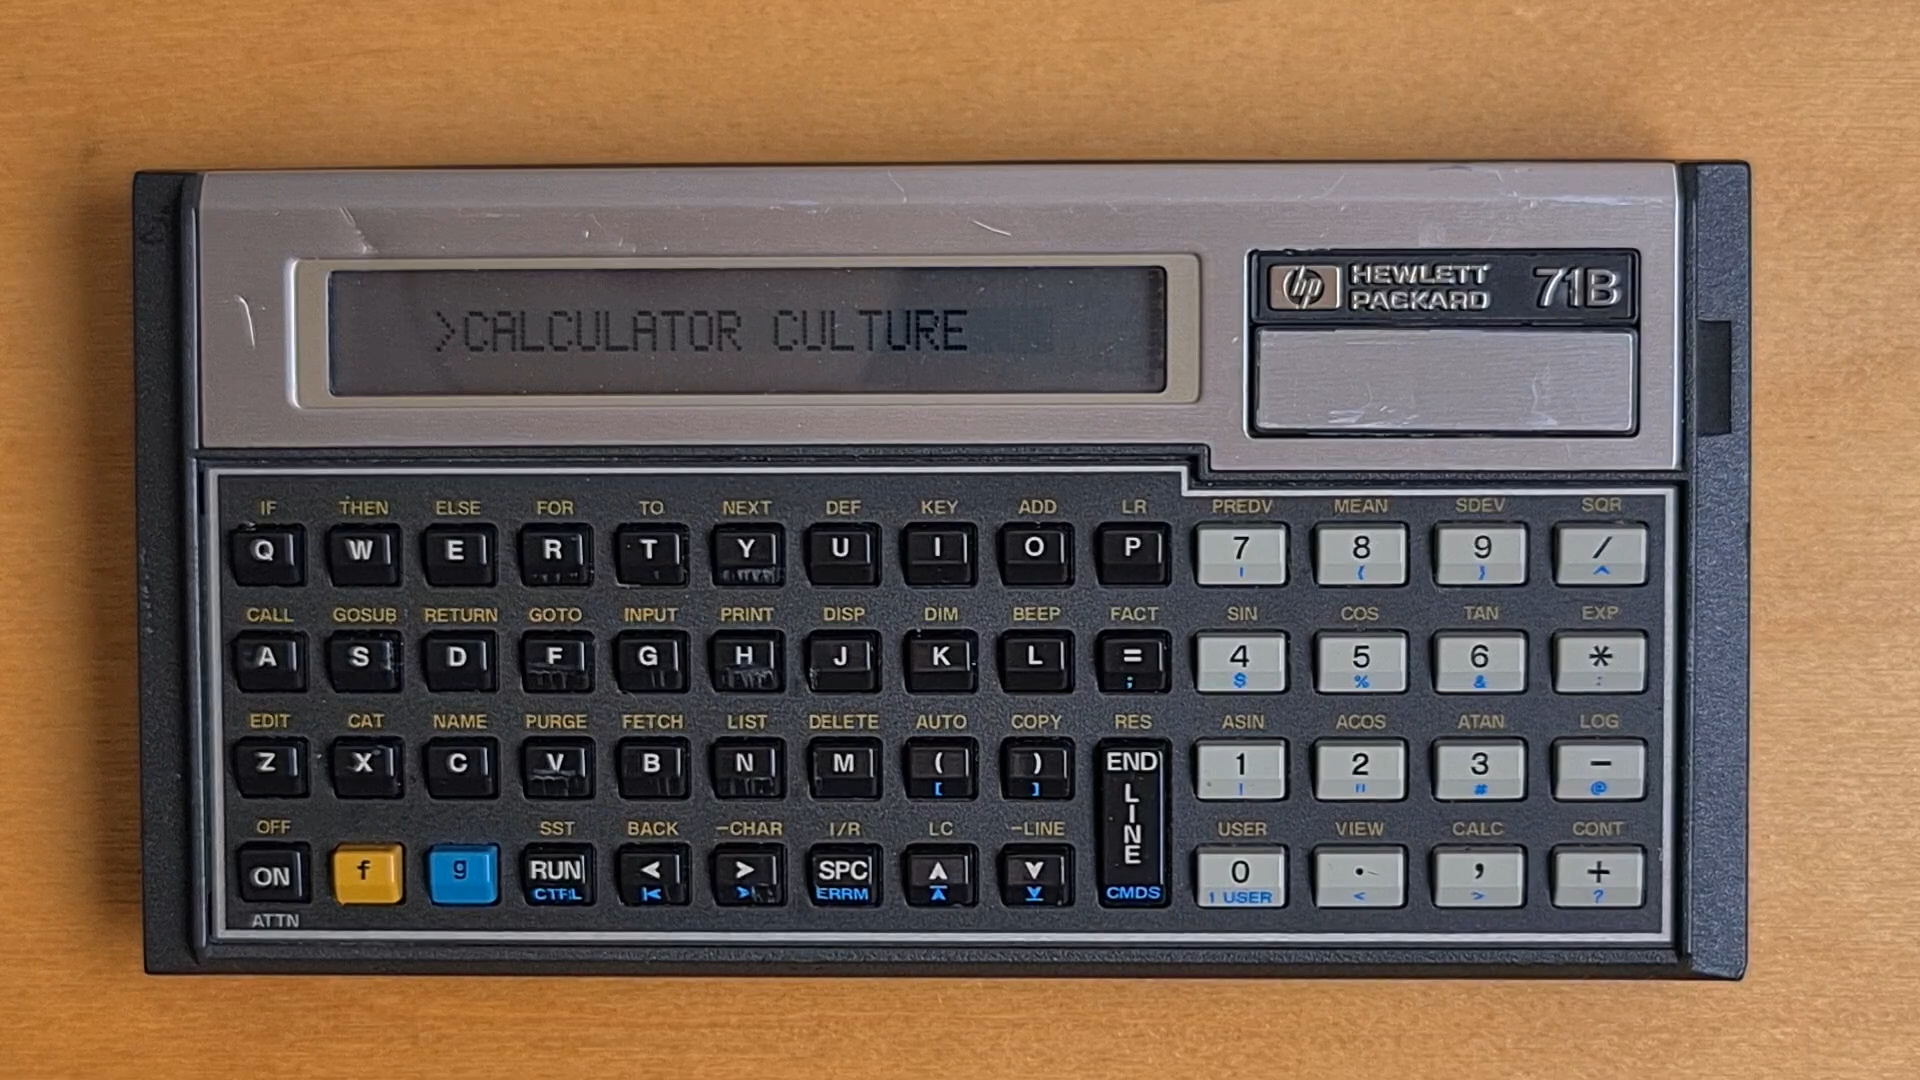 >CALCULATOR CULTURE
hp HEWLETT PACKARD 71B
IF THEN ELSE FOR TO NEXT DEF KEY ADD LR PREDV MEAN SDEV SQR
Q W E R T Y U I O P 7 8 9 /
{ } ^
CALL GOSUB RETURN GOTO INPUT PRINT DISP DIM BEEP FACT SIN COS TAN EXP
A S D F G H J K L = 4 5 6 *
; $ % & :
EDIT CAT NAME PURGE FETCH LIST DELETE AUTO COPY RES ASIN ACOS ATAN LOG
Z X C V B N M ( ) END LINE 1 2 3 -
[ ] ! " # @
OFF SST BACK -CHAR I/R LC -LINE USER VIEW CALC CONT
ON f g RUN < > SPC 0 . , +
CTRL ERRM CMDS 1 USER < > ?
ATTN